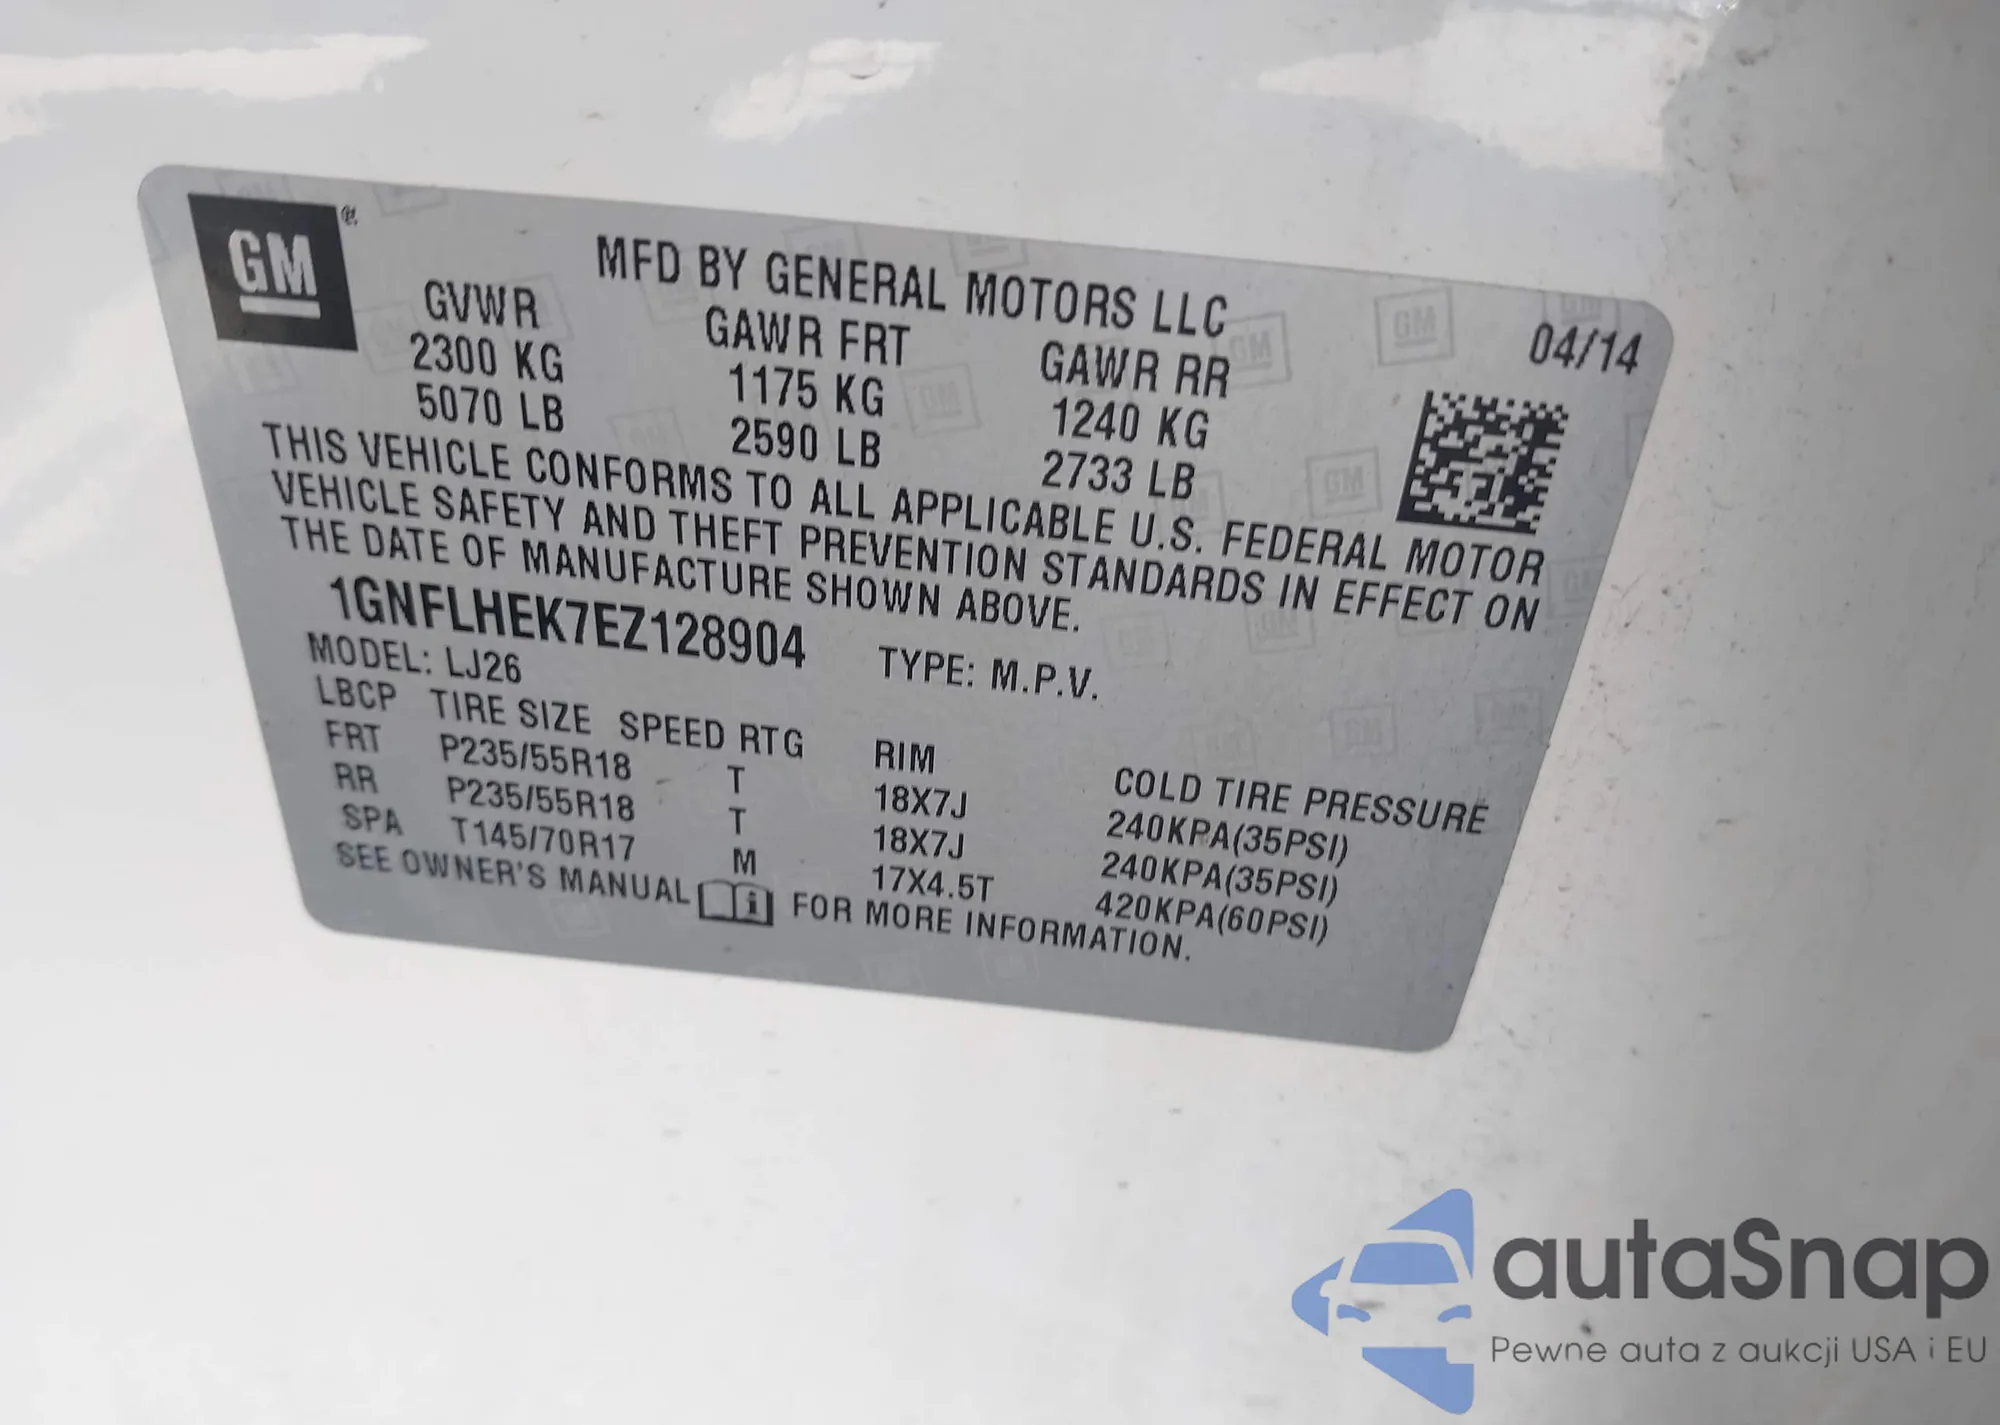 GM
MFD BY GENERAL MOTORS LLC 04/14
GVWR GAWR FRT GAWR RR
2300 KG 1175 KG 1240 KG
5070 LB 2590 LB 2733 LB
THIS VEHICLE CONFORMS TO ALL APPLICABLE U.S. FEDERAL MOTOR
VEHICLE SAFETY AND THEFT PREVENTION STANDARDS IN EFFECT ON
THE DATE OF MANUFACTURE SHOWN ABOVE.
1GNFLHEK7EZ128904 TYPE: M.P.V.
MODEL: LJ26
LBCP TIRE SIZE SPEED RTG RIM COLD TIRE PRESSURE
FRT P235/55R18 T 18X7J 240KPA(35PSI)
RR P235/55R18 T 18X7J 240KPA(35PSI)
SPA T145/70R17 M 17X4.5T 420KPA(60PSI)
SEE OWNER'S MANUAL i FOR MORE INFORMATION.
autaSnap
Pewne auta z aukcji USA i EU